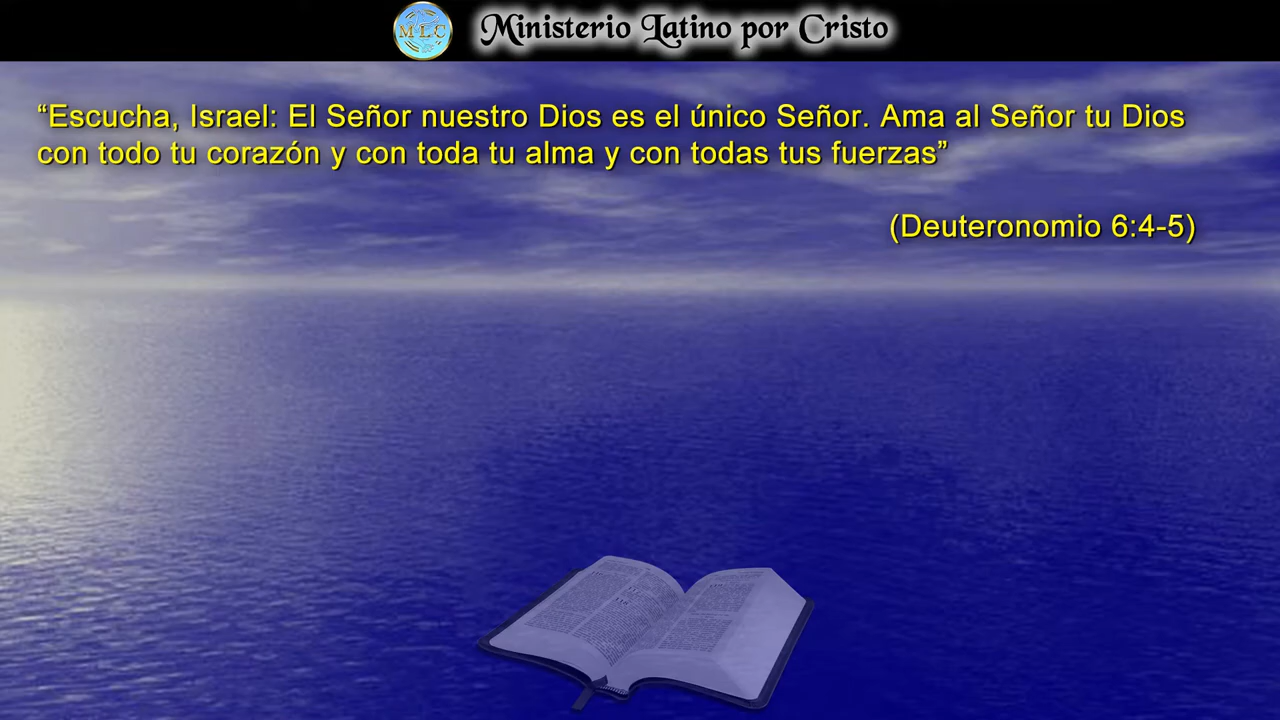 MLC
Ministerio Latino por Cristo
“Escucha, Israel: El Señor nuestro Dios es el único Señor. Ama al Señor tu Dios
con todo tu corazón y con toda tu alma y con todas tus fuerzas”
(Deuteronomio 6:4-5)